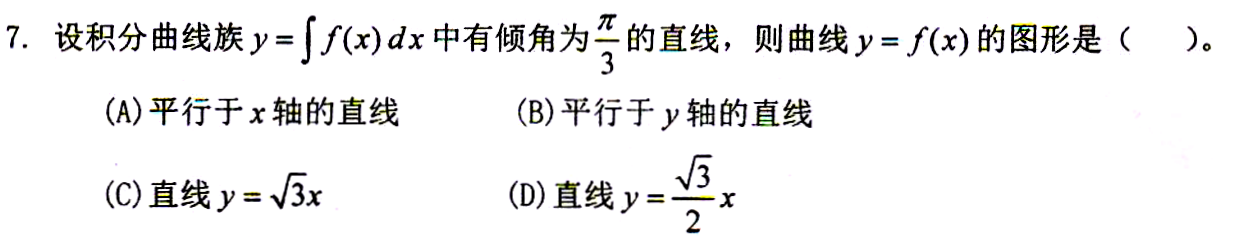 7. 设积分曲线族 y = ∫ f(x) dx 中有倾角为 π/3 的直线，则曲线 y = f(x) 的图形是（　　）。
(A) 平行于 x 轴的直线　　(B) 平行于 y 轴的直线
(C) 直线 y = √3x　　(D) 直线 y = √3/2 x